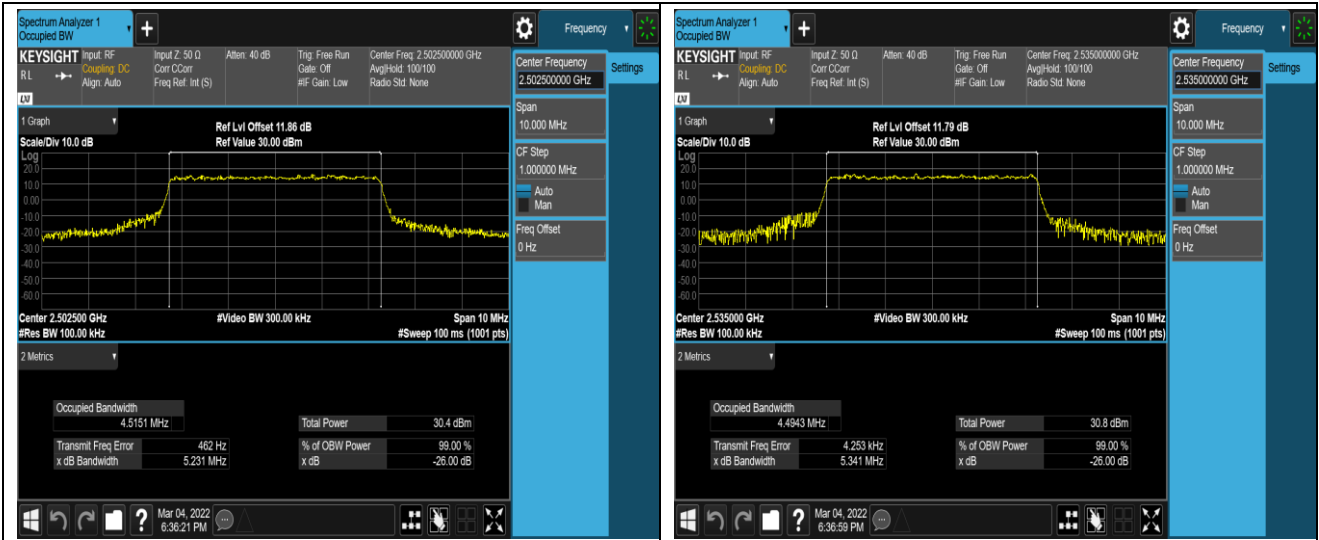 Spectrum Analyzer 1
Occupied BW
+
Frequency
KEYSIGHT Input: RF Input Z: 50 Ω Atten: 40 dB Trig: Free Run Center Freq: 2.502500000 GHz
RL Coupling: DC Corr CCorr Gate: Off Avg|Hold: 100/100
Align: Auto Freq Ref: Int (S) #IF Gain: Low Radio Std: None
LXI
Center Frequency
2.502500000 GHz
Settings
Span
10.000 MHz
CF Step
1.000000 MHz
Auto
Man
Freq Offset
0 Hz
1 Graph
Ref Lvl Offset 11.86 dB
Scale/Div 10.0 dB Ref Value 30.00 dBm
Log
20.0
10.0
0.00
-10.0
-20.0
-30.0
-40.0
-50.0
-60.0
Center 2.502500 GHz #Video BW 300.00 kHz Span 10 MHz
#Res BW 100.00 kHz #Sweep 100 ms (1001 pts)
2 Metrics
Occupied Bandwidth
4.5151 MHz Total Power 30.4 dBm
Transmit Freq Error 462 Hz % of OBW Power 99.00 %
x dB Bandwidth 5.231 MHz x dB -26.00 dB
? Mar 04, 2022
6:36:21 PM
Spectrum Analyzer 1
Occupied BW
+
Frequency
KEYSIGHT Input: RF Input Z: 50 Ω Atten: 40 dB Trig: Free Run Center Freq: 2.535000000 GHz
RL Coupling: DC Corr CCorr Gate: Off Avg|Hold: 100/100
Align: Auto Freq Ref: Int (S) #IF Gain: Low Radio Std: None
LXI
Center Frequency
2.535000000 GHz
Settings
Span
10.000 MHz
CF Step
1.000000 MHz
Auto
Man
Freq Offset
0 Hz
1 Graph
Ref Lvl Offset 11.79 dB
Scale/Div 10.0 dB Ref Value 30.00 dBm
Log
20.0
10.0
0.00
-10.0
-20.0
-30.0
-40.0
-50.0
-60.0
Center 2.535000 GHz #Video BW 300.00 kHz Span 10 MHz
#Res BW 100.00 kHz #Sweep 100 ms (1001 pts)
2 Metrics
Occupied Bandwidth
4.4943 MHz Total Power 30.8 dBm
Transmit Freq Error 4.253 kHz % of OBW Power 99.00 %
x dB Bandwidth 5.341 MHz x dB -26.00 dB
? Mar 04, 2022
6:36:59 PM